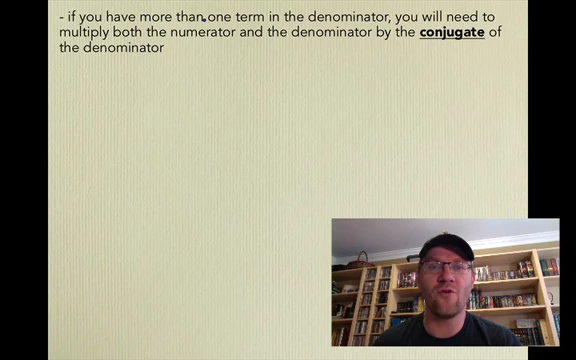 - if you have more than one term in the denominator, you will need to
multiply both the numerator and the denominator by the conjugate of
the denominator